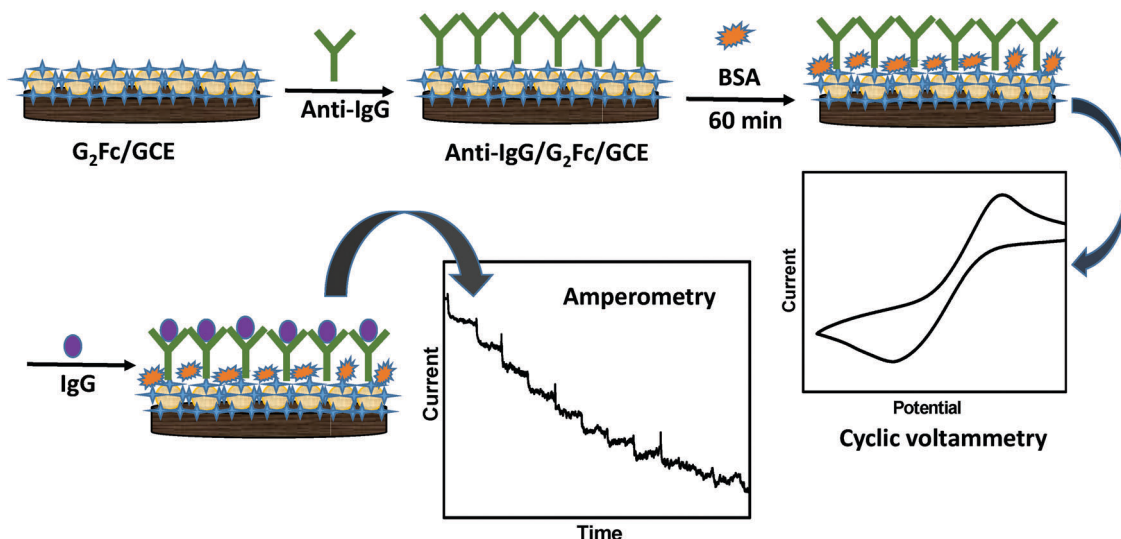 Anti-IgG
G₂Fc/GCE
Anti-IgG/G₂Fc/GCE
BSA
60 min
Current
Potential
Cyclic voltammetry
IgG
Amperometry
Current
Time